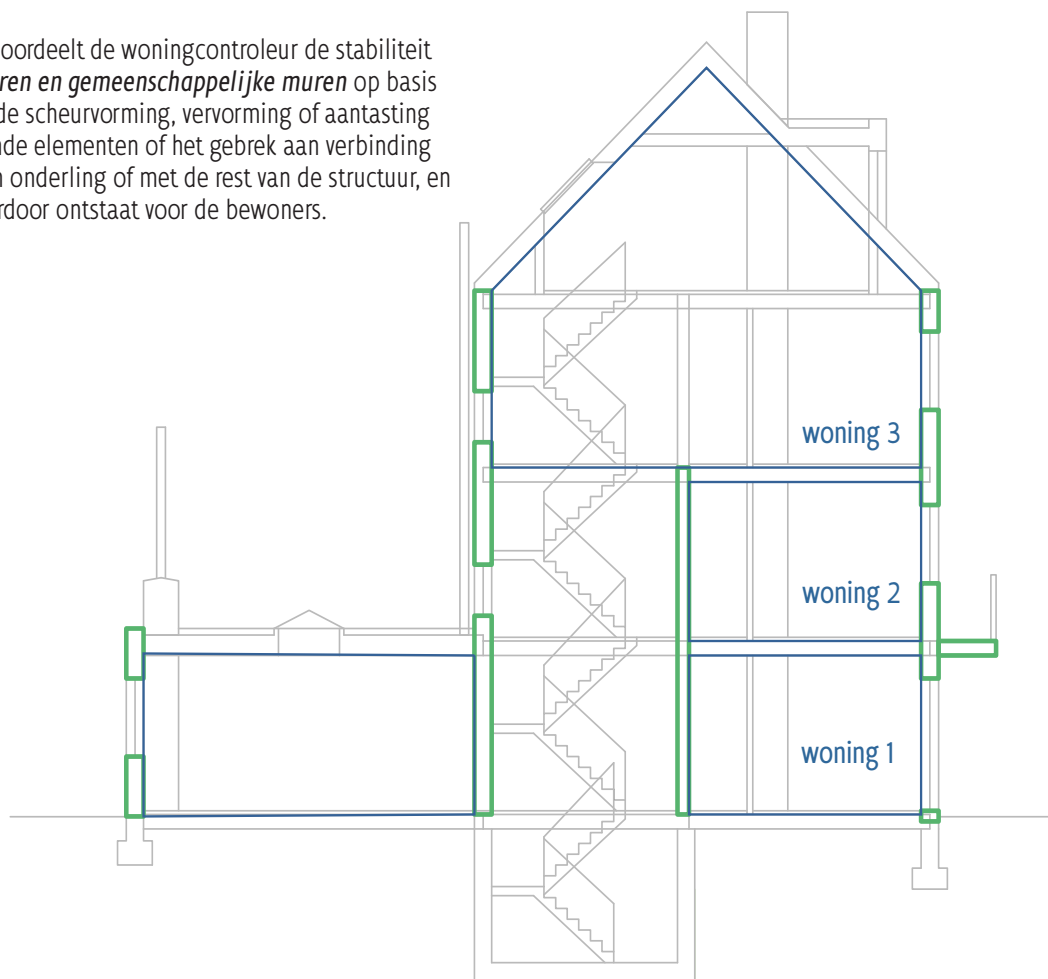 oordeelt de woningcontroleur de stabiliteit
ren en gemeenschappelijke muren op basis
de scheurvorming, vervorming of aantasting
nde elementen of het gebrek aan verbinding
n onderling of met de rest van de structuur, en
rdoor ontstaat voor de bewoners.
woning 3
woning 2
woning 1